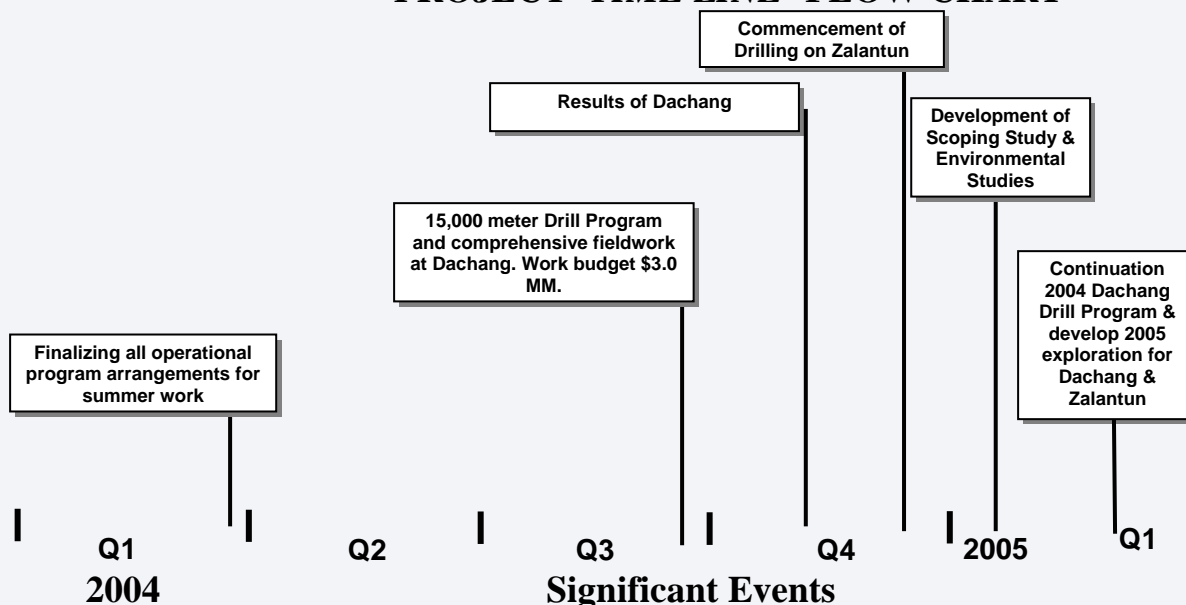 PROJECT TIME LINE FLOW CHART
Commencement of
Drilling on Zalantun
Results of Dachang
Development of
Scoping Study &
Environmental
Studies
15,000 meter Drill Program
and comprehensive fieldwork
at Dachang. Work budget $3.0
MM.
Continuation
2004 Dachang
Drill Program &
develop 2005
exploration for
Dachang &
Zalantun
Finalizing all operational
program arrangements for
summer work
Q1 Q2 Q3 Q4 2005 Q1
2004 Significant Events